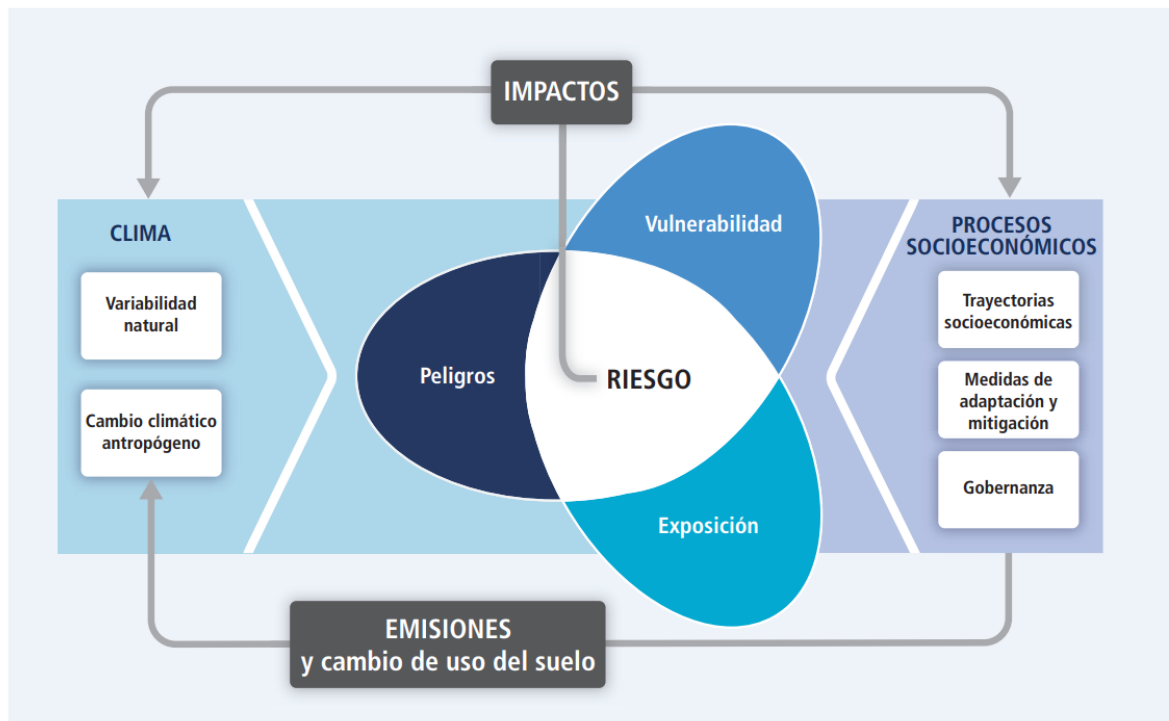 IMPACTOS
CLIMA
Variabilidad
natural
Cambio climático
antropógeno
Vulnerabilidad
Peligros
RIESGO
Exposición
PROCESOS
SOCIOECONÓMICOS
Trayectorias
socioeconómicas
Medidas de
adaptación y
mitigación
Gobernanza
EMISIONES
y cambio de uso del suelo